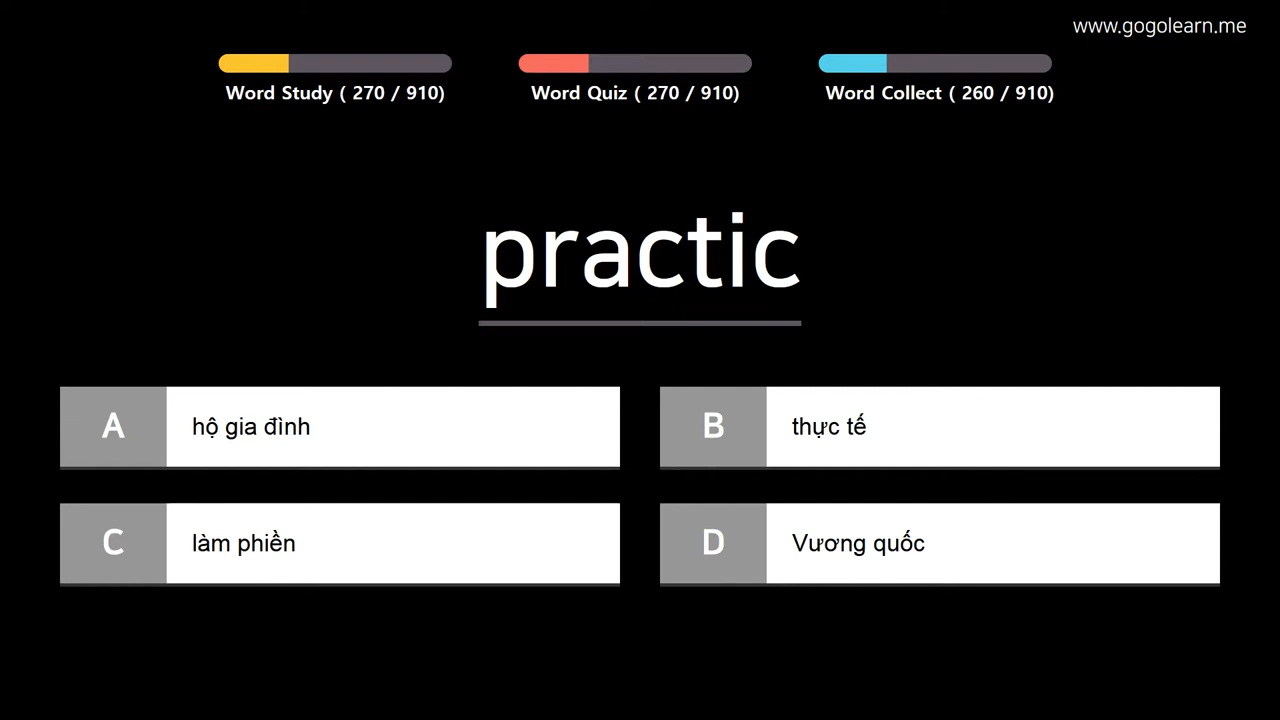 www.gogolearn.me
Word Study ( 270 / 910)
Word Quiz ( 270 / 910)
Word Collect ( 260 / 910)
practic
A hộ gia đình
B thực tế
C làm phiền
D Vương quốc